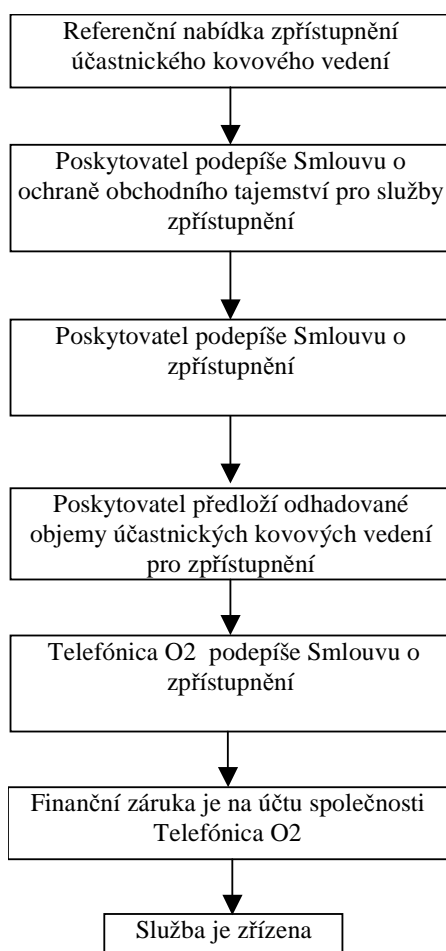 Referenční nabídka zpřístupnění
účastnického kovového vedení
Poskytovatel podepíše Smlouvu o
ochraně obchodního tajemství pro služby
zpřístupnění
Poskytovatel podepíše Smlouvu o
zpřístupnění
Poskytovatel předloží odhadované
objemy účastnických kovových vedení
pro zpřístupnění
Telefónica O2 podepíše Smlouvu o
zpřístupnění
Finanční záruka je na účtu společnosti
Telefónica O2
Služba je zřízena